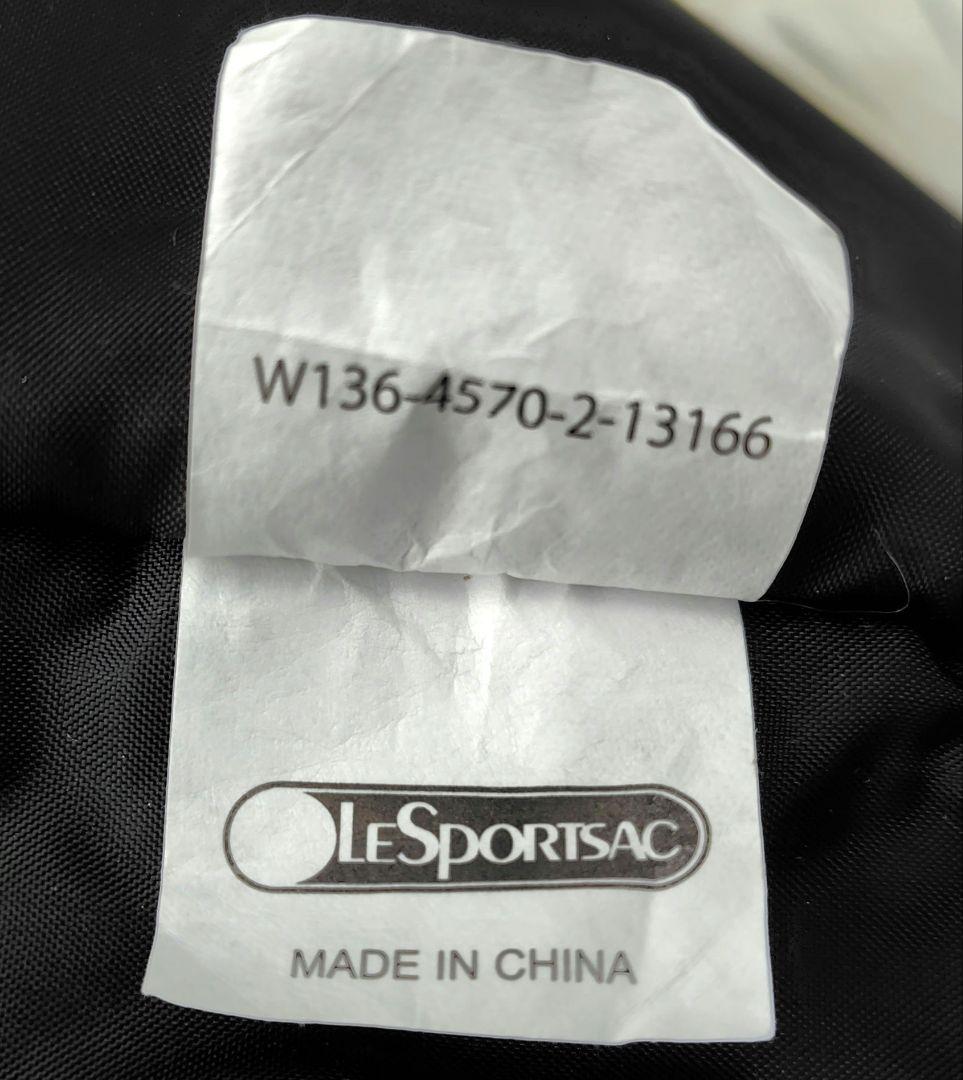 W136-4570-2-13166
LESPORTSAC
MADE IN CHINA